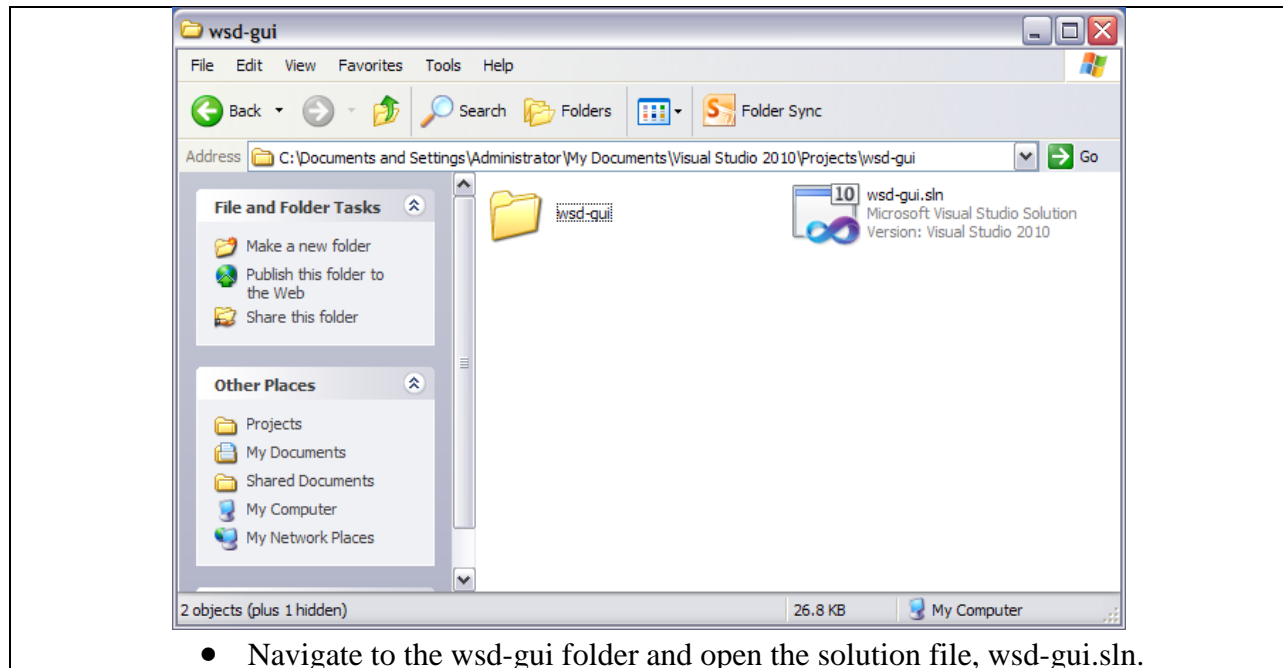 wsd-gui
File Edit View Favorites Tools Help
Back Search Folders Folder Sync
Address C:\Documents and Settings\Administrator\My Documents\Visual Studio 2010\Projects\wsd-gui Go
File and Folder Tasks
Make a new folder
Publish this folder to
the Web
Share this folder
Other Places
Projects
My Documents
Shared Documents
My Computer
My Network Places
wsd-gui
10
wsd-gui.sln
Microsoft Visual Studio Solution
Version: Visual Studio 2010
2 objects (plus 1 hidden) 26.8 KB My Computer
• Navigate to the wsd-gui folder and open the solution file, wsd-gui.sln.